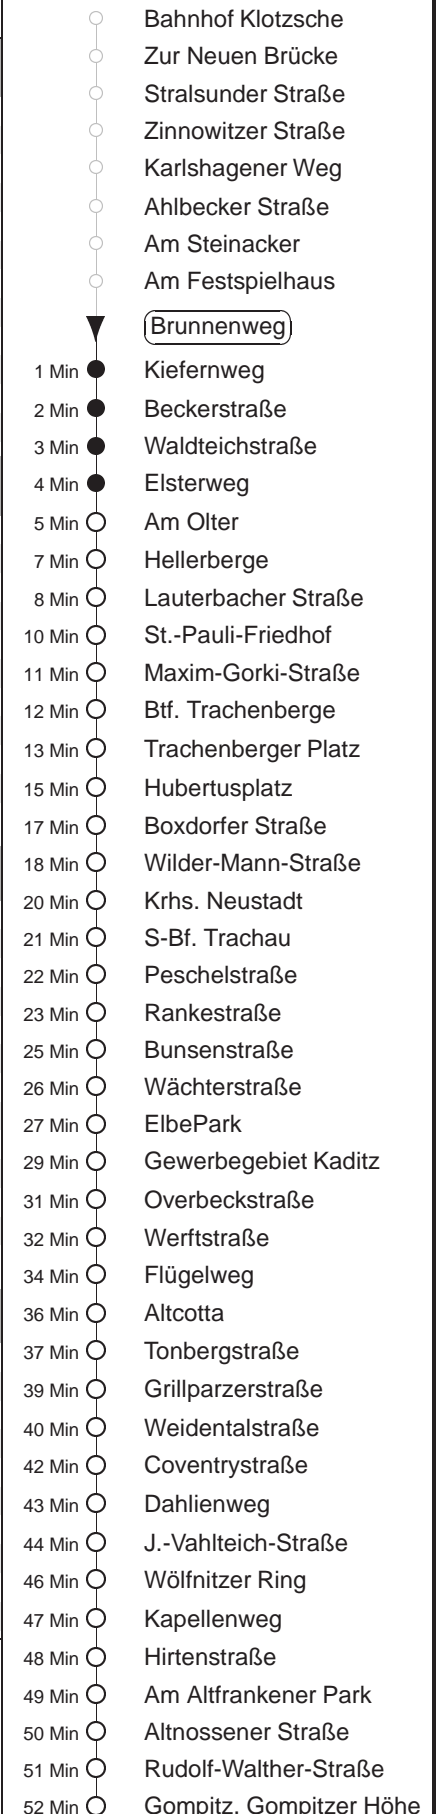 Bahnhof Klotzsche
Zur Neuen Brücke
Stralsunder Straße
Zinnowitzer Straße
Karlshagener Weg
Ahlbecker Straße
Am Steinacker
Am Festspielhaus
Brunnenweg
1 Min Kiefernweg
2 Min Beckerstraße
3 Min Waldteichstraße
4 Min Elsterweg
5 Min Am Olter
7 Min Hellerberge
8 Min Lauterbacher Straße
10 Min St.-Pauli-Friedhof
11 Min Maxim-Gorki-Straße
12 Min Btf. Trachenberge
13 Min Trachenberger Platz
15 Min Hubertusplatz
17 Min Boxdorfer Straße
18 Min Wilder-Mann-Straße
20 Min Krhs. Neustadt
21 Min S-Bf. Trachau
22 Min Peschelstraße
23 Min Rankestraße
25 Min Bunsenstraße
26 Min Wächterstraße
27 Min ElbePark
29 Min Gewerbegebiet Kaditz
31 Min Overbeckstraße
32 Min Werftstraße
34 Min Flügelweg
36 Min Altcotta
37 Min Tonbergstraße
39 Min Grillparzerstraße
40 Min Weidentalstraße
42 Min Coventrystraße
43 Min Dahlienweg
44 Min J.-Vahlteich-Straße
46 Min Wölfnitzer Ring
47 Min Kapellenweg
48 Min Hirtenstraße
49 Min Am Altfrankener Park
50 Min Altnossener Straße
51 Min Rudolf-Walther-Straße
52 Min Gompitz, Gompitzer Höhe